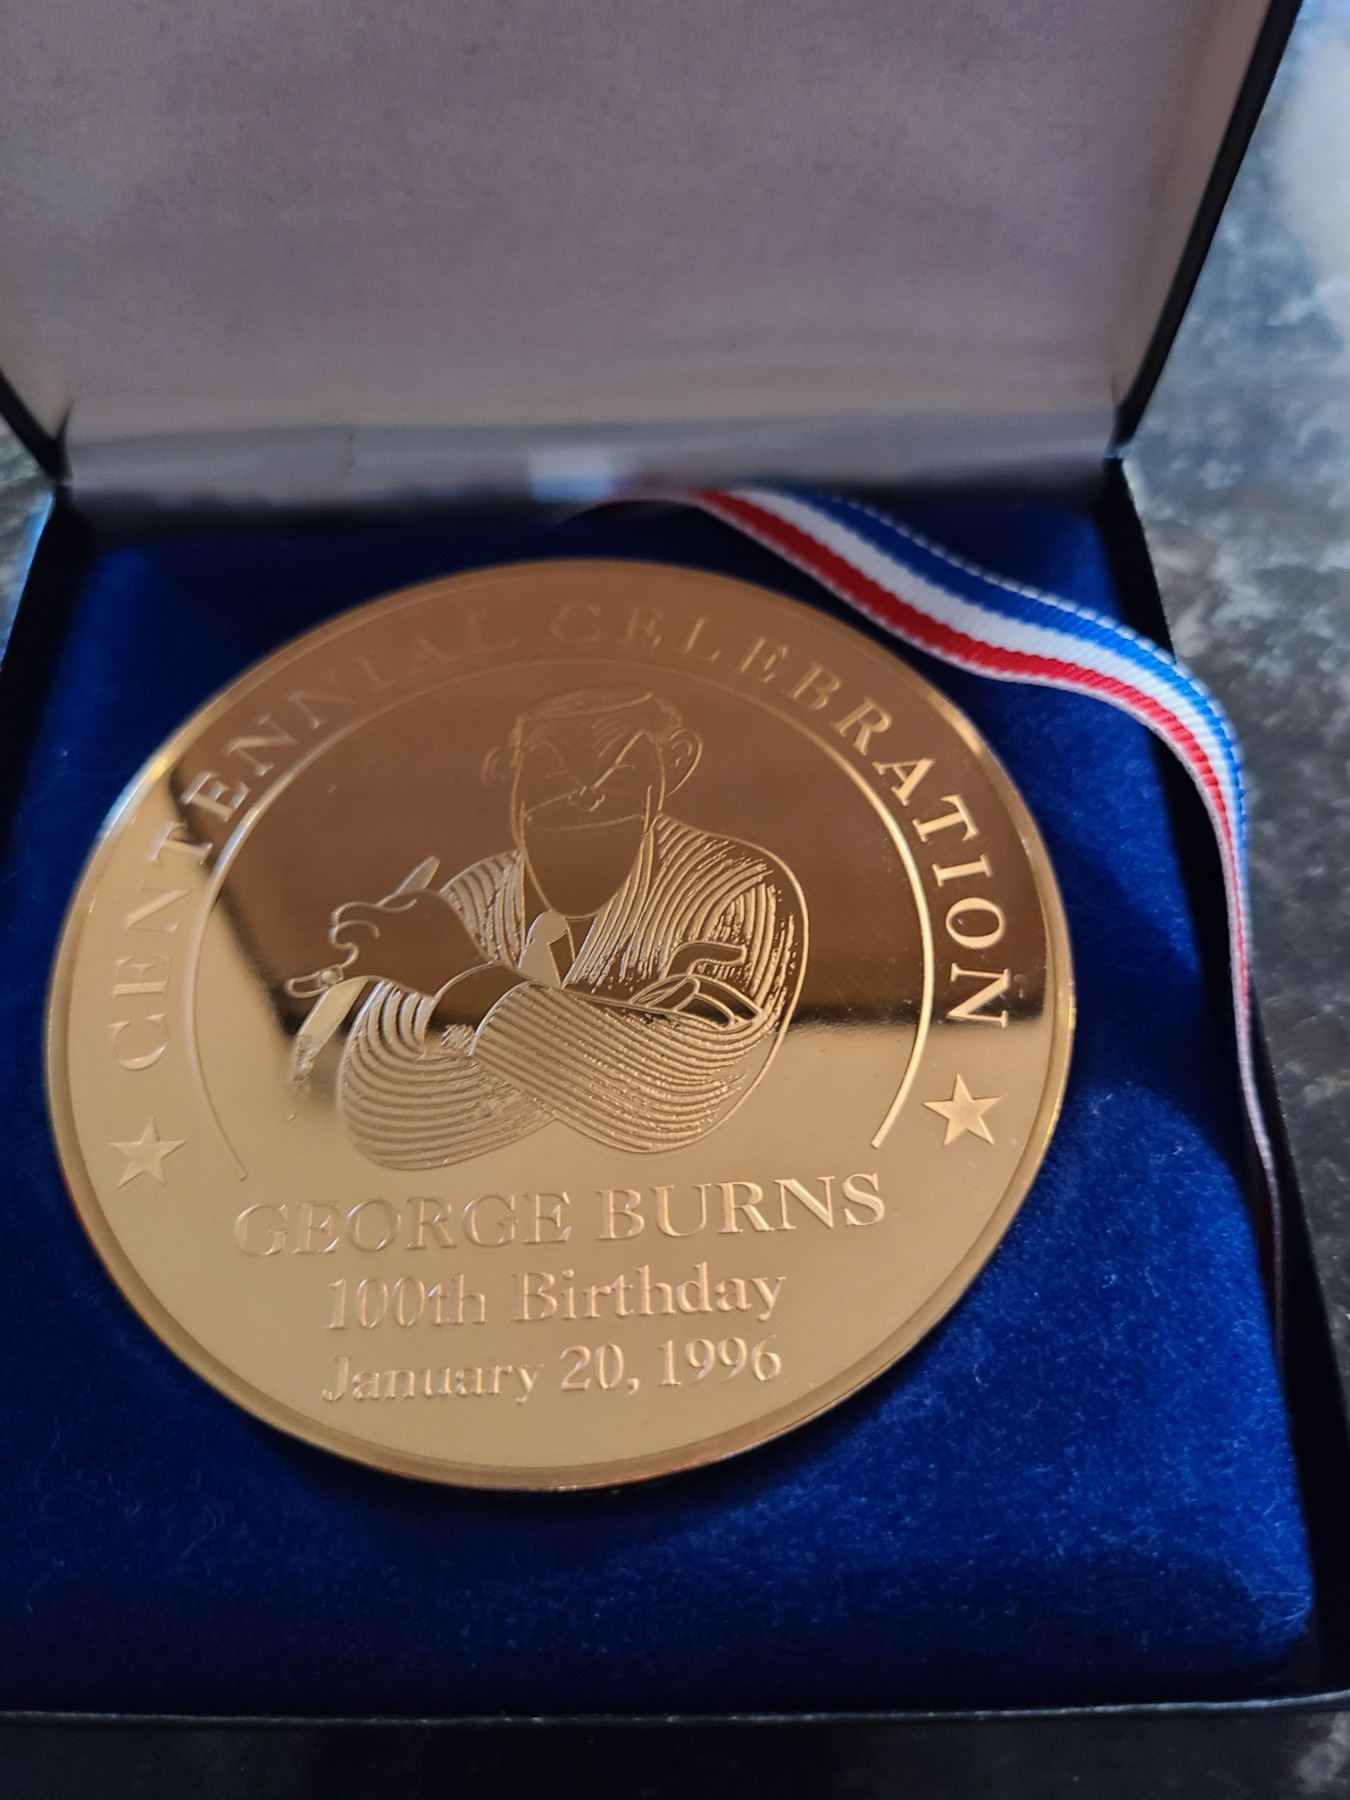 CENTENNIAL CELEBRATION
GEORGE BURNS
100th Birthday
January 20, 1996